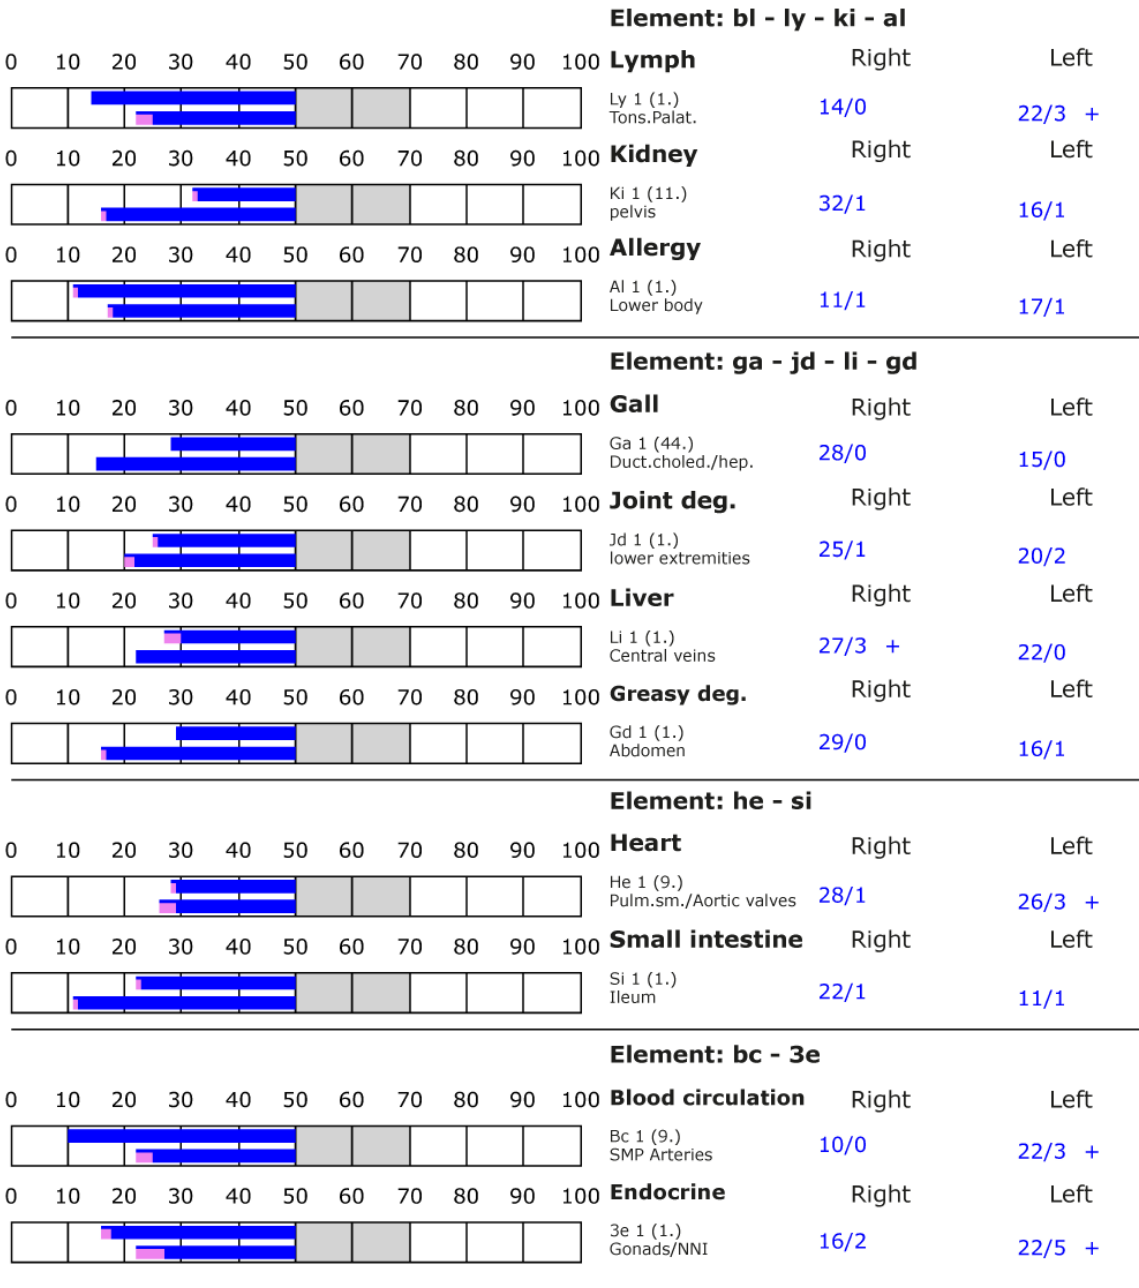 Element: bl - ly - ki - al
0 10 20 30 40 50 60 70 80 90 100 Lymph Right Left
Ly 1 (1.)
Tons.Palat.
14/0 22/3 +
0 10 20 30 40 50 60 70 80 90 100 Kidney Right Left
Ki 1 (11.)
pelvis
32/1 16/1
0 10 20 30 40 50 60 70 80 90 100 Allergy Right Left
Al 1 (1.)
Lower body
11/1 17/1
Element: ga - jd - li - gd
0 10 20 30 40 50 60 70 80 90 100 Gall Right Left
Ga 1 (44.)
Duct.choled./hep.
28/0 15/0
0 10 20 30 40 50 60 70 80 90 100 Joint deg. Right Left
Jd 1 (1.)
lower extremities
25/1 20/2
0 10 20 30 40 50 60 70 80 90 100 Liver Right Left
Li 1 (1.)
Central veins
27/3 + 22/0
0 10 20 30 40 50 60 70 80 90 100 Greasy deg. Right Left
Gd 1 (1.)
Abdomen
29/0 16/1
Element: he - si
0 10 20 30 40 50 60 70 80 90 100 Heart Right Left
He 1 (9.)
Pulm.sm./Aortic valves
28/1 26/3 +
0 10 20 30 40 50 60 70 80 90 100 Small intestine Right Left
Si 1 (1.)
Ileum
22/1 11/1
Element: bc - 3e
0 10 20 30 40 50 60 70 80 90 100 Blood circulation Right Left
Bc 1 (9.)
SMP Arteries
10/0 22/3 +
0 10 20 30 40 50 60 70 80 90 100 Endocrine Right Left
3e 1 (1.)
Gonads/NNI
16/2 22/5 +